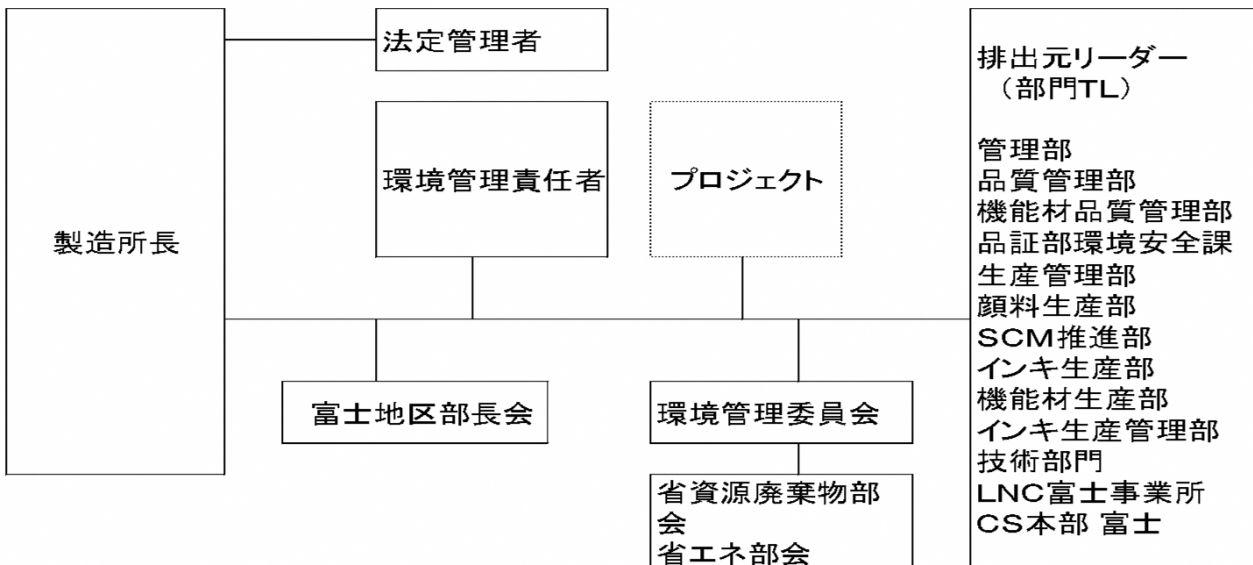 製造所長
法定管理者
環境管理責任者
プロジェクト
富士地区部長会
環境管理委員会
省資源廃棄物部
会
省エネ部会
排出元リーダー
（部門TL）
管理部
品質管理部
機能材品質管理部
品証部環境安全課
生産管理部
顔料生産部
SCM推進部
インキ生産部
機能材生産部
インキ生産管理部
技術部門
LNC富士事業所
CS本部 富士